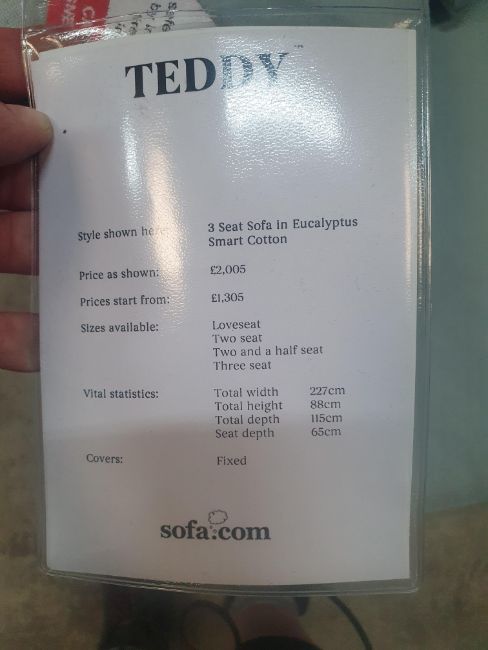 TEDDY™
Style shown here: 3 Seat Sofa in Eucalyptus
Smart Cotton
Price as shown: £2,005
Prices start from: £1,305
Sizes available: Loveseat
Two seat
Two and a half seat
Three seat
Vital statistics: Total width 227cm
Total height 88cm
Total depth 115cm
Seat depth 65cm
Covers: Fixed
sofa.com